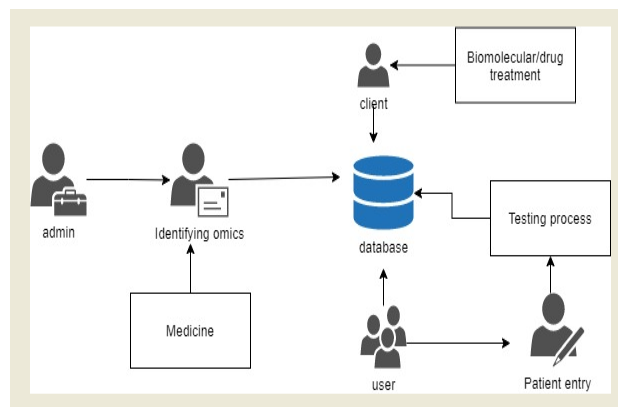 Biomolecular/drug
treatment
client
admin
Identifying omics
database
Testing process
Medicine
user
Patient entry